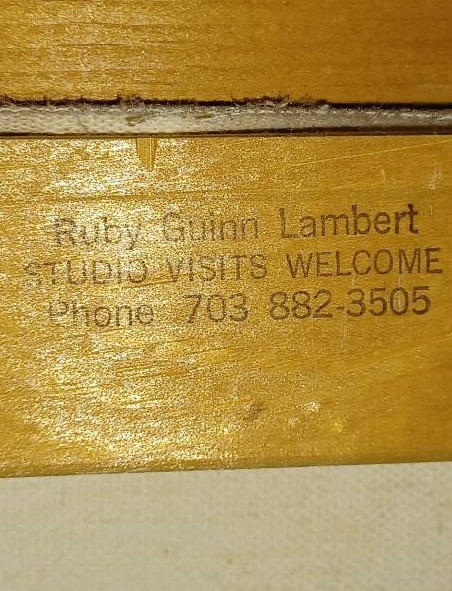 Ruby Guinn Lambert
STUDIO VISITS WELCOME
Phone 703 882-3505